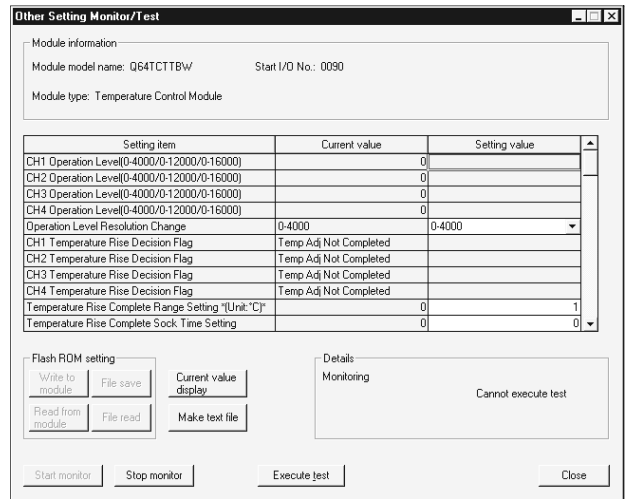 Other Setting Monitor/Test
Module information
Module model name: Q64TCTTBW Start I/O No.: 0090
Module type: Temperature Control Module
Setting item Current value Setting value
CH1 Operation Level(0-4000/0-12000/0-16000) 0
CH2 Operation Level(0-4000/0-12000/0-16000) 0
CH3 Operation Level(0-4000/0-12000/0-16000) 0
CH4 Operation Level(0-4000/0-12000/0-16000) 0
Operation Level Resolution Change 0-4000 0-4000
CH1 Temperature Rise Decision Flag Temp Adj Not Completed
CH2 Temperature Rise Decision Flag Temp Adj Not Completed
CH3 Temperature Rise Decision Flag Temp Adj Not Completed
CH4 Temperature Rise Decision Flag Temp Adj Not Completed
Temperature Rise Complete Range Setting "(Unit:°C)" 0 1
Temperature Rise Complete Sock Time Setting 0 0
Flash ROM setting
Write to module
File save
Current value display
Read from module
File read
Make text file
Details
Monitoring
Cannot execute test
Start monitor
Stop monitor
Execute test
Close